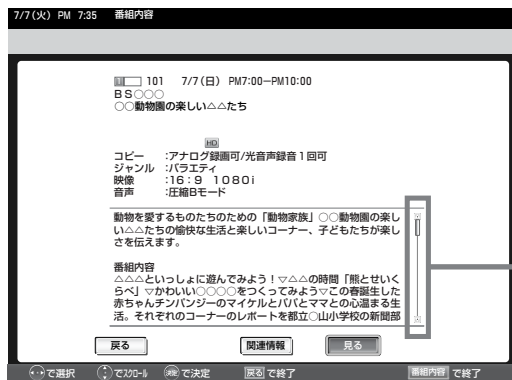 7/7(火) PM 7:35 番組内容
101 7/7(日) PM7:00−PM10:00
BS○○○
○○動物園の楽しい△△たち
HD
コピー :アナログ録画可/光音声録音1回可
ジャンル :バラエティ
映像 :16:9 1080i
音声 :圧縮Bモード
動物を愛するものたちのための「動物家族」○○動物園の楽し
い△△たちの愉快な生活と楽しいコーナー、子どもたちが楽し
さを伝えます。
番組内容
△△△といっしょに遊んでみよう!▽△△の時間「熊とせいく
らべ」▽かわいい○○○○をつくってみよう▽この春誕生した
赤ちゃんチンパンジーのマイケルとパパとママとの心温まる生
活。それぞれのコーナーのレポートを都立○山小学校の新聞部
戻る 関連情報 見る
で選択 でスクロール 決定 で決定 戻る で終了 番組内容 で終了